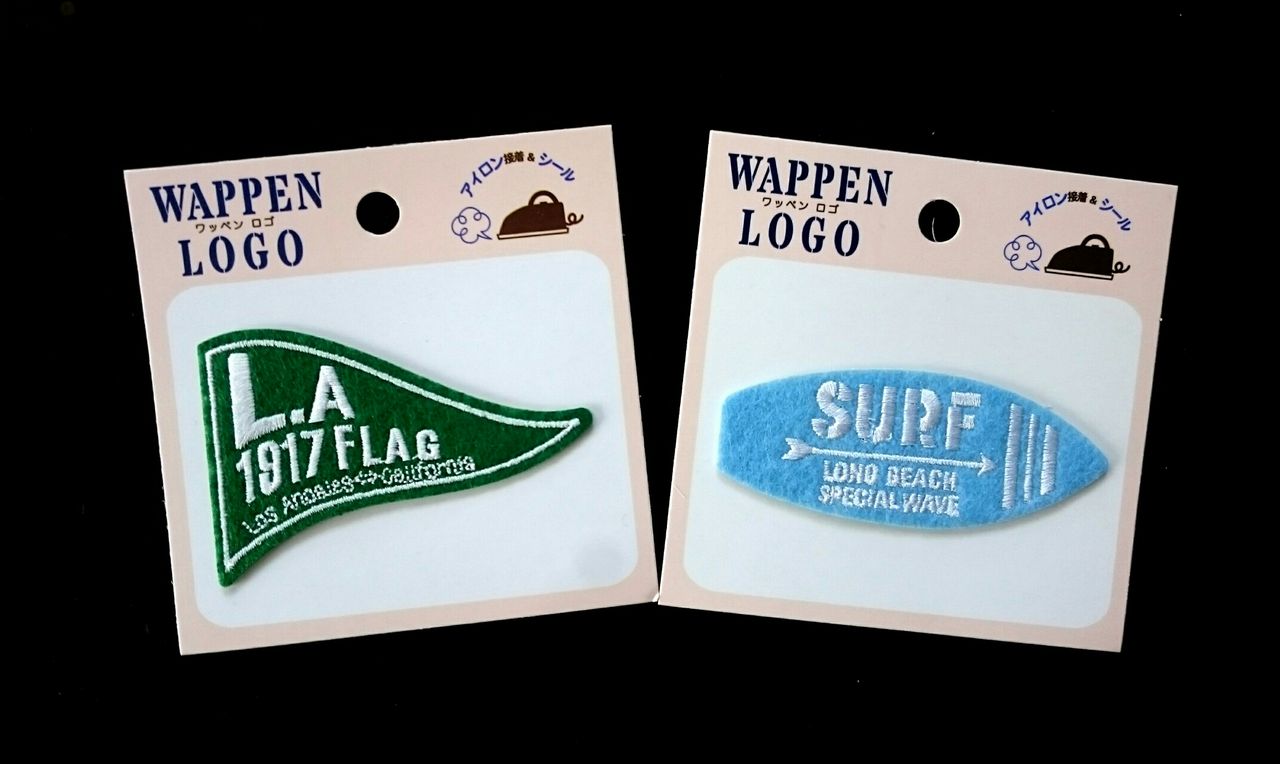 WAPPEN
ワッペン ロゴ
LOGO
アイロン接着 & シール
L.A
1917 FLAG
Los Angeles<->California
WAPPEN
ワッペン ロゴ
LOGO
アイロン接着 & シール
SURF
LONG BEACH
SPECIAL WAVE